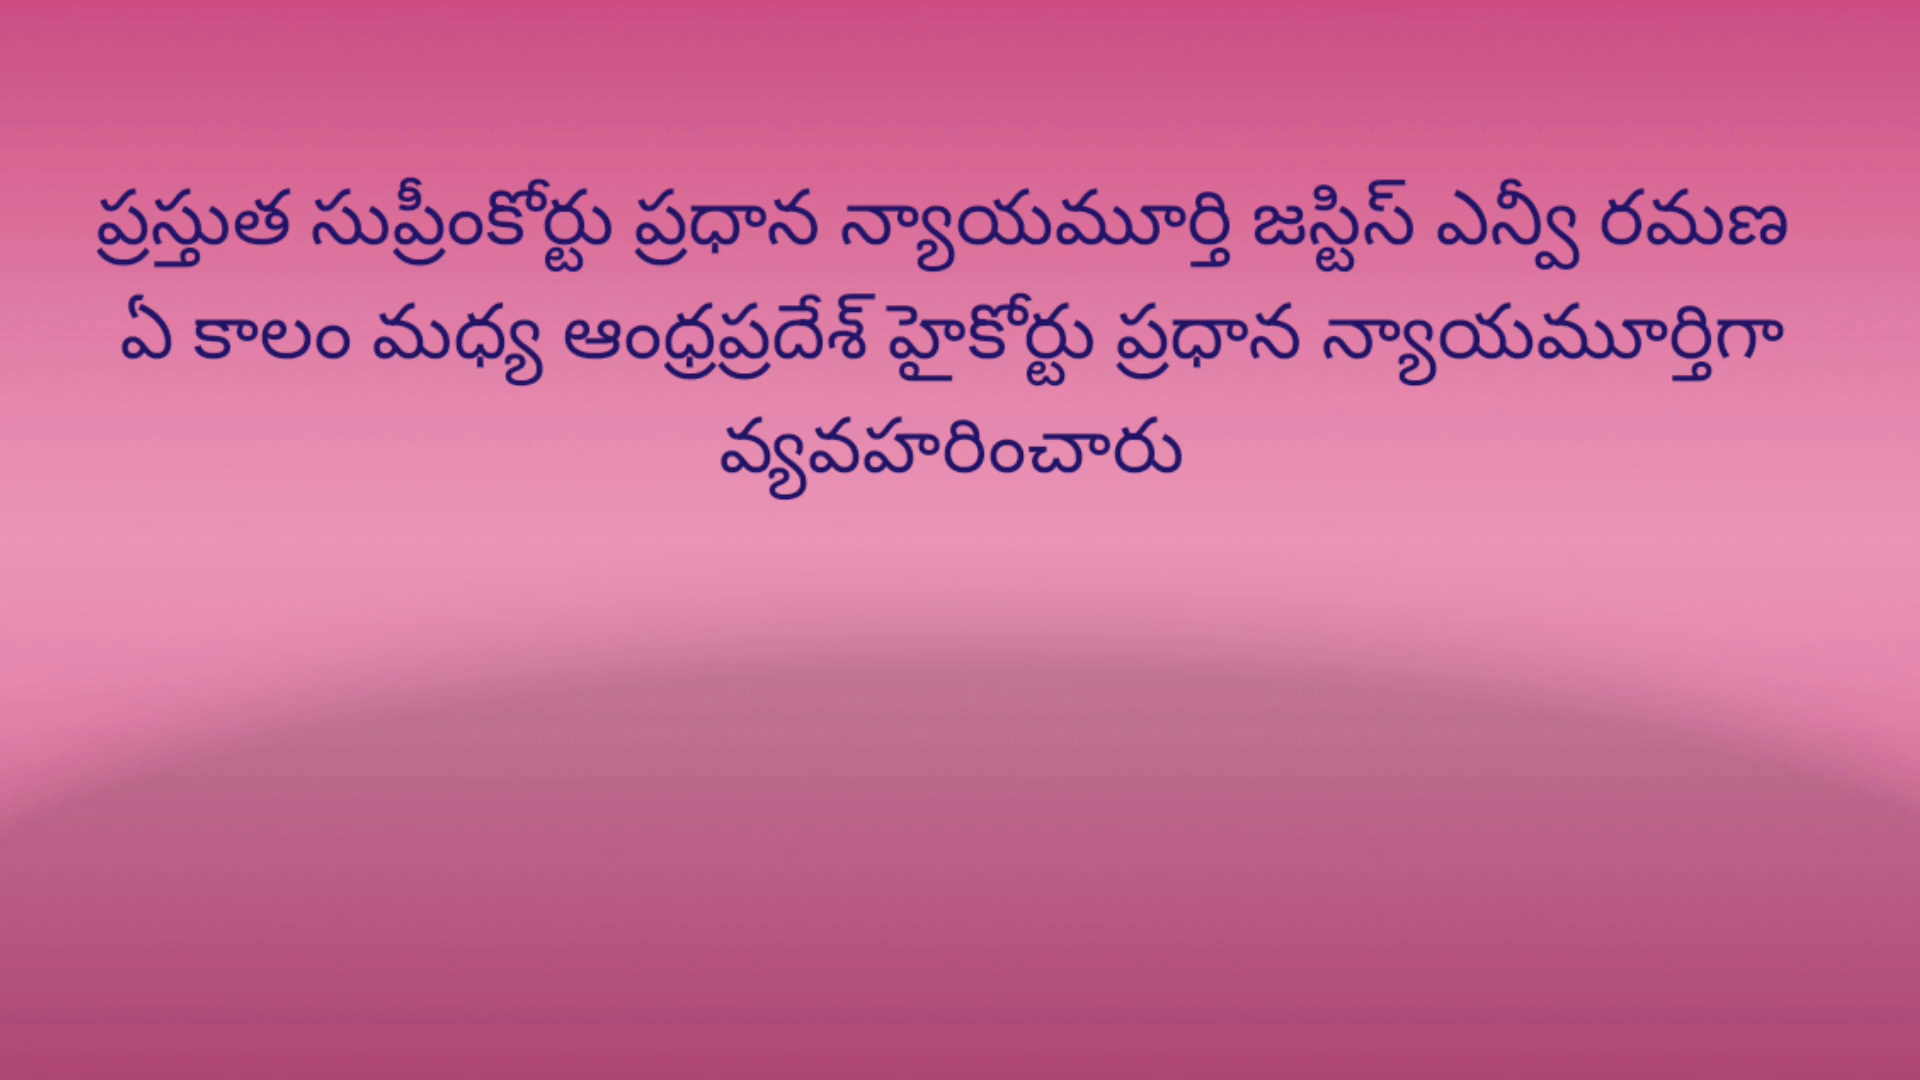 ప్రస్తుత సుప్రీంకోర్టు ప్రధాన న్యాయమూర్తి జస్టిస్ ఎన్వీ రమణ
ఏ కాలం మధ్య ఆంధ్రప్రదేశ్ హైకోర్టు ప్రధాన న్యాయమూర్తిగా
వ్యవహరించారు